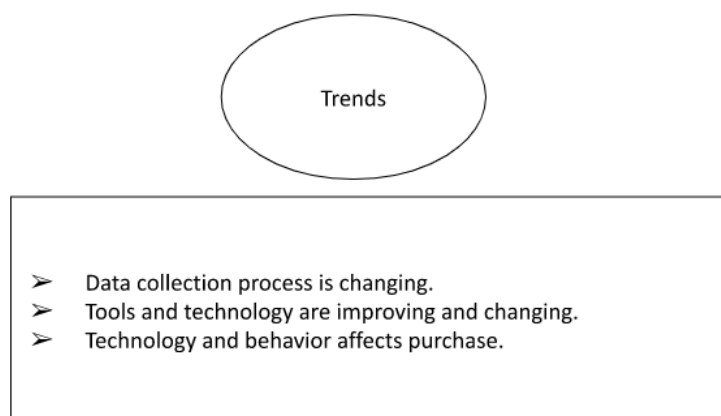 Trends
➢ Data collection process is changing.
➢ Tools and technology are improving and changing.
➢ Technology and behavior affects purchase.